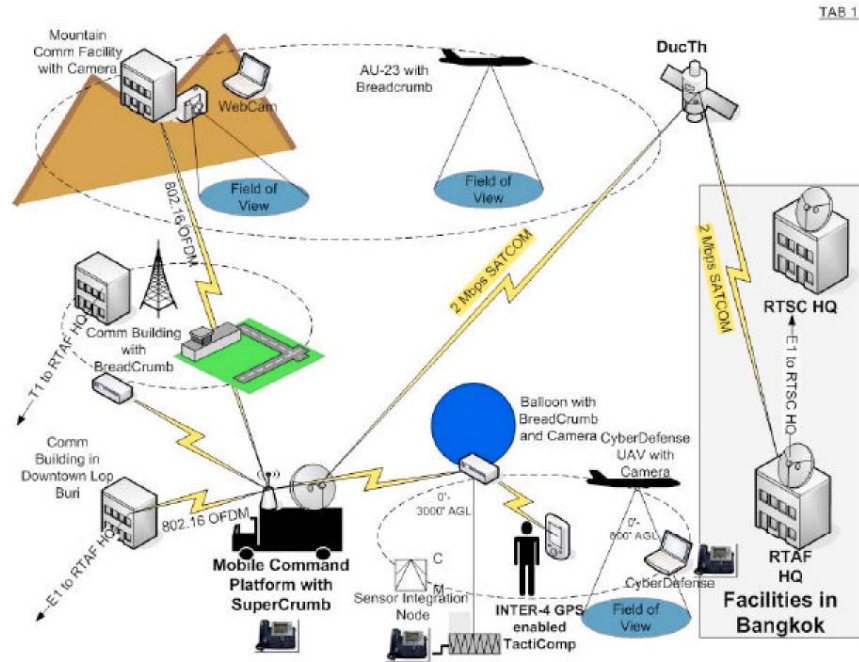 TAB 1
Mountain
Comm Facility
with Camera
WebCam
AU-23 with
Breadcrumb
DucTh
Field of
View
Field of
View
802.16 OFDM
2 Mbps SATCOM
2 Mbps SATCOM
RTSC HQ
E1 to RTSC HQ
Comm Building
with
BreadCrumb
T1 to RTAF HQ
Comm
Building in
Downtown Lop
Buri
802.16 OFDM
E1 to RTAF HQ
Balloon with
BreadCrumb
and Camera
CyberDefense
UAV with
Camera
0'-
3000' AGL
0'-
800' AGL
Mobile Command
Platform with
SuperCrumb
C
M
Sensor Integration
Node
INTER-4 GPS
enabled
TactiComp
CyberDefense
Field of
View
RTAF
HQ
Facilities in
Bangkok